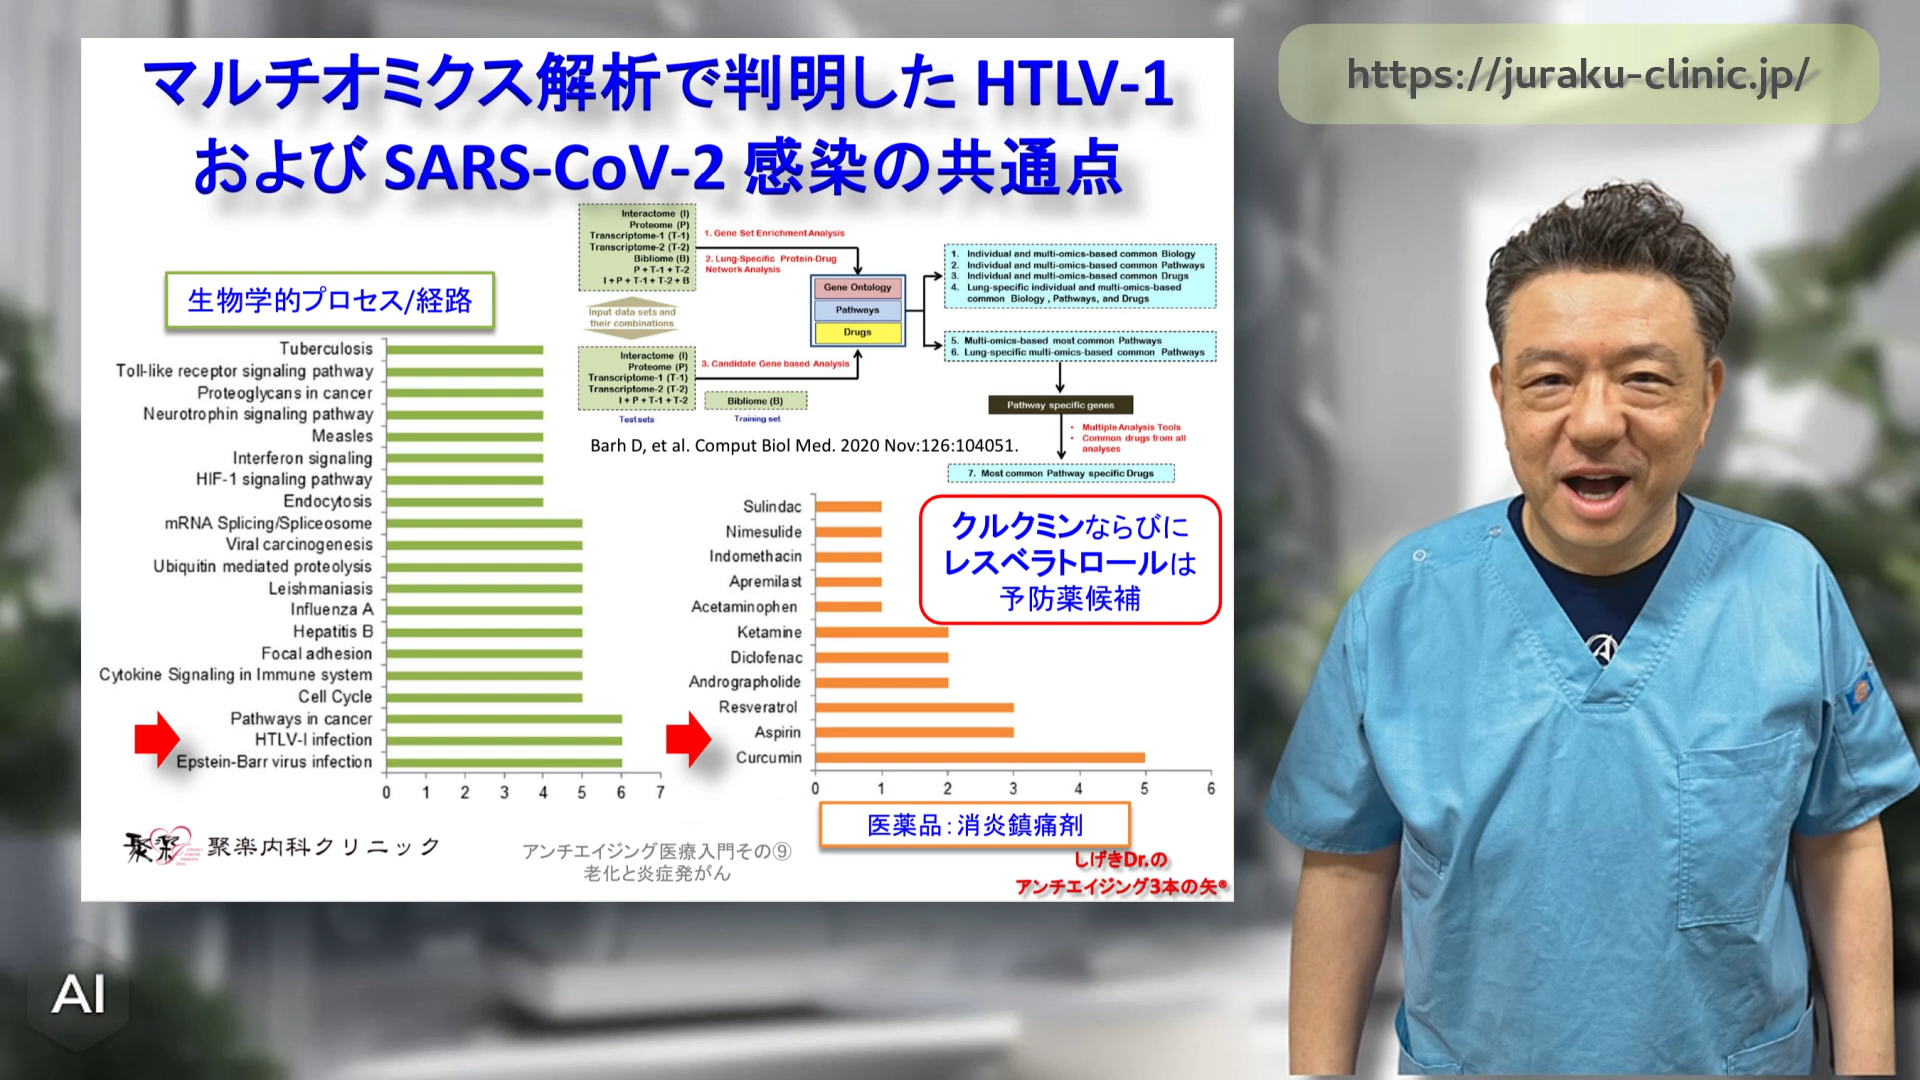 マルチオミクス解析で判明した HTLV-1
および SARS-CoV-2 感染の共通点
https://juraku-clinic.jp/
生物学的プロセス/経路
Tuberculosis
Toll-like receptor signaling pathway
Proteoglycans in cancer
Neurotrophin signaling pathway
Measles
Interferon signaling
HIF-1 signaling pathway
Endocytosis
mRNA Splicing/Spliceosome
Viral carcinogenesis
Ubiquitin mediated proteolysis
Leishmaniasis
Influenza A
Hepatitis B
Focal adhesion
Cytokine Signaling in Immune system
Cell Cycle
Pathways in cancer
HTLV-I infection
Epstein-Barr virus infection
0 1 2 3 4 5 6 7
Interactome (I)
Proteome (P)
Transcriptome-1 (T-1)
Transcriptome-2 (T-2)
Bibliome (B)
P + T-1 + T-2
I + P + T-1 + T-2 + B
Input data sets and
their combinations
Interactome (I)
Proteome (P)
Transcriptome-1 (T-1)
Transcriptome-2 (T-2)
I + P + T-1 + T-2
Test sets
1. Gene Set Enrichment Analysis
2. Lung-Specific Protein-Drug
Network Analysis
3. Candidate Gene based Analysis
Bibliome (B)
Training set
Gene Ontology
Pathways
Drugs
1. Individual and multi-omics-based common Biology
2. Individual and multi-omics-based common Pathways
3. Individual and multi-omics-based common Drugs
4. Lung-specific individual and multi-omics-based
common Biology , Pathways, and Drugs
5. Multi-omics-based most common Pathways
6. Lung-specific multi-omics-based common Pathways
Pathway specific genes
• Multiple Analysis Tools
• Common drugs from all
analyses
7. Most common Pathway specific Drugs
Barh D, et al. Comput Biol Med. 2020 Nov:126:104051.
Sulindac
Nimesulide
Indomethacin
Apremilast
Acetaminophen
Ketamine
Diclofenac
Andrographolide
Resveratrol
Aspirin
Curcumin
0 1 2 3 4 5 6
クルクミンならびに
レスベラトロールは
予防薬候補
医薬品：消炎鎮痛剤
聚楽
聚楽内科クリニック
アンチエイジング医療入門その⑨
老化と炎症発がん
しげきDr.の
アンチエイジング3本の矢®
AI